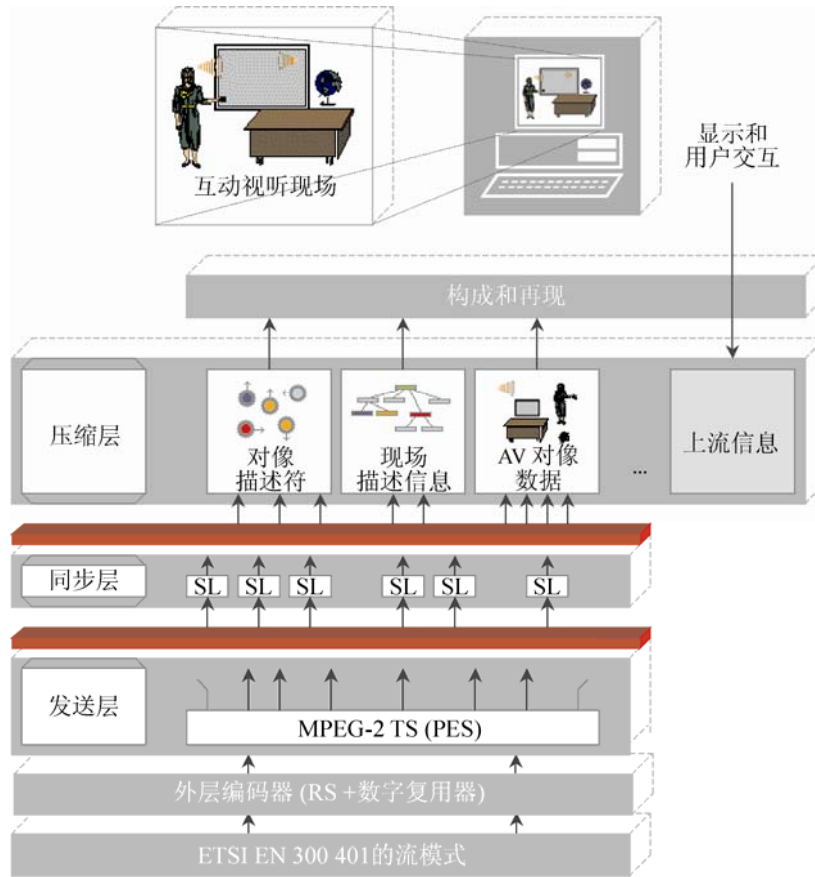 互动视听现场
显示和
用户交互
构成和再现
压缩层
对像
描述符
现场
描述信息
AV 对像
数据
...
上流信息
同步层
SL
SL
SL
SL
SL
SL
发送层
MPEG-2 TS (PES)
外层编码器 (RS +数字复用器)
ETSI EN 300 401的流模式